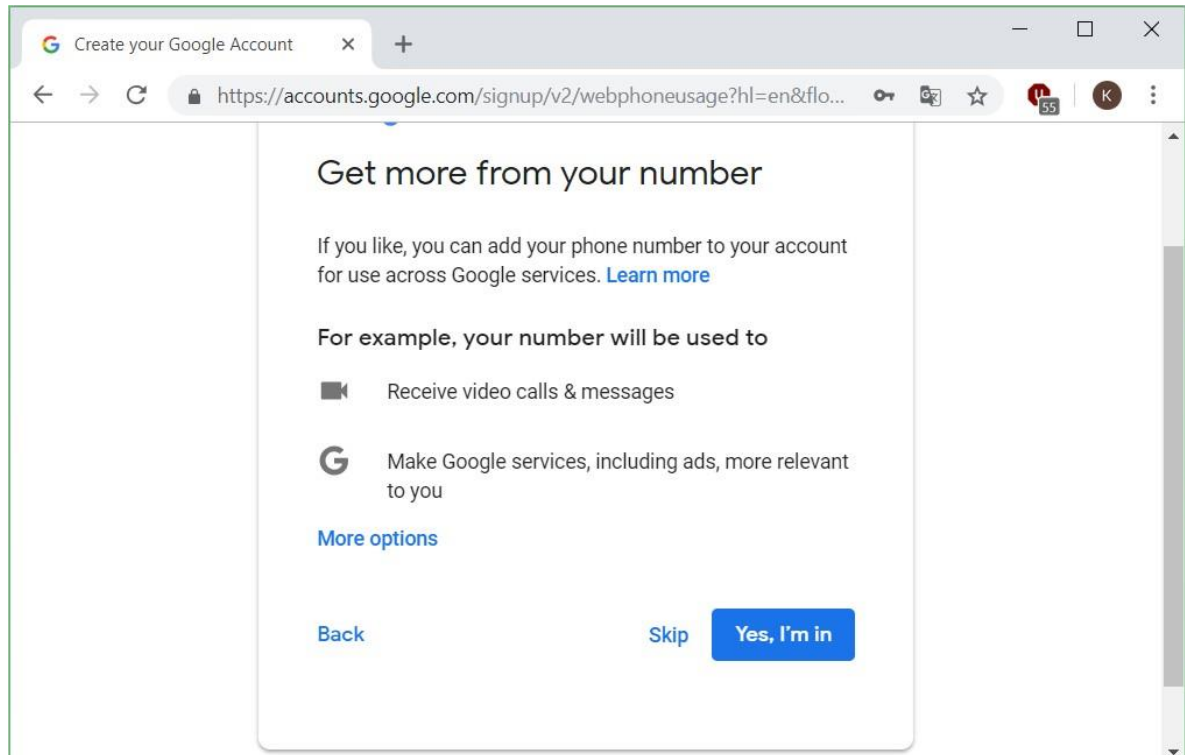 Create your Google Account
https://accounts.google.com/signup/v2/webphoneusage?hl=en&flo...
55
K
Get more from your number
If you like, you can add your phone number to your account
for use across Google services. Learn more
For example, your number will be used to
Receive video calls & messages
G
Make Google services, including ads, more relevant
to you
More options
Back
Skip
Yes, I'm in